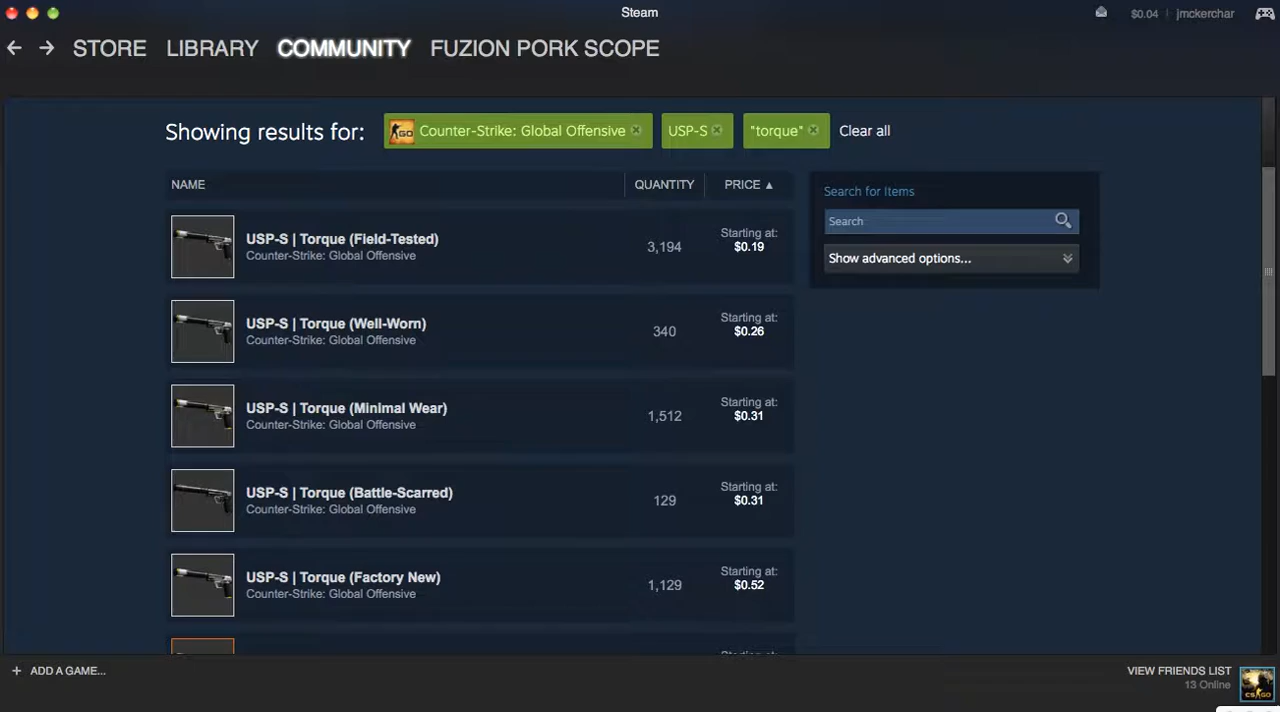 Steam
$0.04 | jmckerchar
STORE LIBRARY COMMUNITY FUZION PORK SCOPE
Showing results for: Counter-Strike: Global Offensive USP-S "torque" Clear all
NAME QUANTITY PRICE ▲
USP-S | Torque (Field-Tested)
Counter-Strike: Global Offensive
3,194
Starting at:
$0.19
USP-S | Torque (Well-Worn)
Counter-Strike: Global Offensive
340
Starting at:
$0.26
USP-S | Torque (Minimal Wear)
Counter-Strike: Global Offensive
1,512
Starting at:
$0.31
USP-S | Torque (Battle-Scarred)
Counter-Strike: Global Offensive
129
Starting at:
$0.31
USP-S | Torque (Factory New)
Counter-Strike: Global Offensive
1,129
Starting at:
$0.52
Search for Items
Search
Show advanced options...
+ ADD A GAME...
VIEW FRIENDS LIST
13 Online